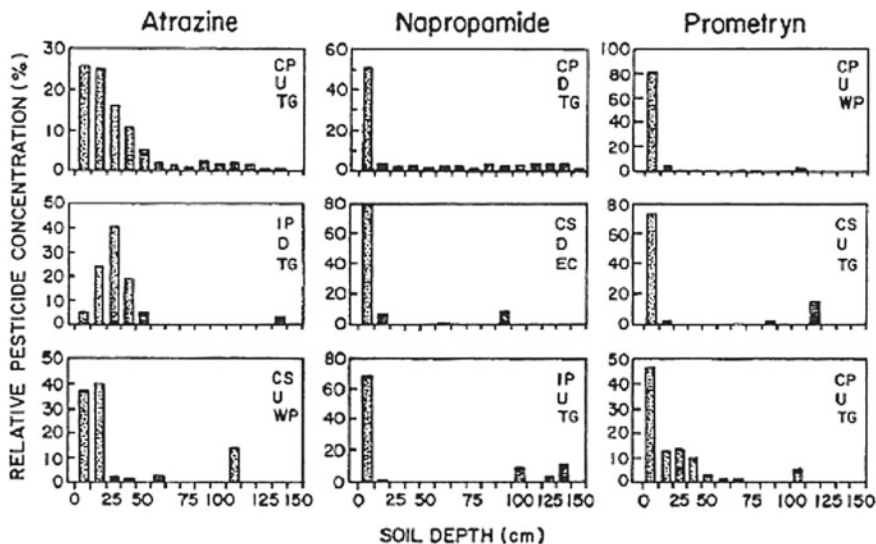 Atrazine
Napropamide
Prometryn
RELATIVE PESTICIDE CONCENTRATION (%)
30
20
10
0
CP
U
TG
60
40
20
0
CP
D
TG
100
80
60
40
20
0
CP
U
WP
40
30
20
10
0
IP
D
TG
80
60
40
20
0
CS
D
EC
80
60
40
20
0
CS
U
TG
40
30
20
10
0
CS
U
WP
80
60
40
20
0
IP
U
TG
50
40
30
20
10
0
CP
U
TG
0 25 50 75 100 125 150
0 25 50 75 100 125 150
0 25 50 75 100 125 150
SOIL DEPTH (cm)